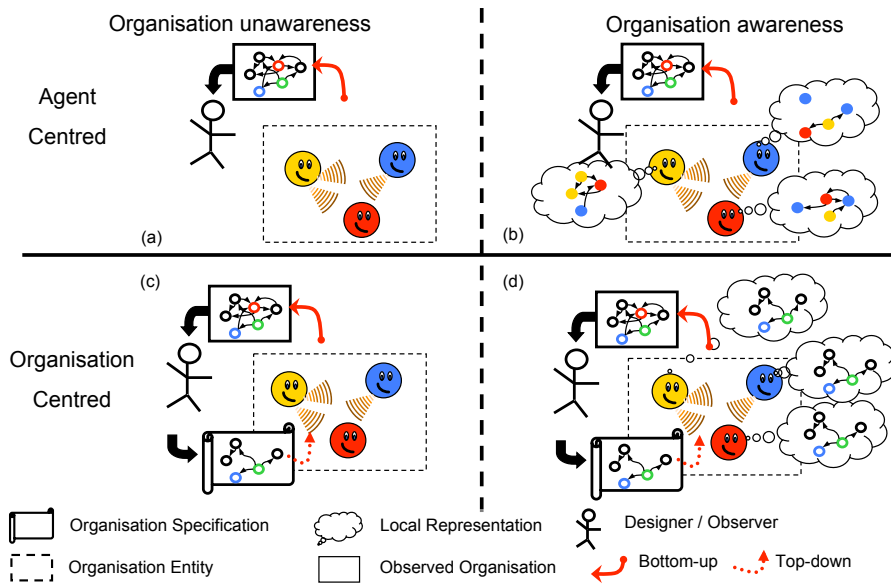 Organisation unawareness
Organisation awareness
Agent
Centred
(a)
(b)
(c)
(d)
Organisation
Centred
Organisation Specification
Local Representation
Designer / Observer
Organisation Entity
Observed Organisation
Bottom-up
Top-down